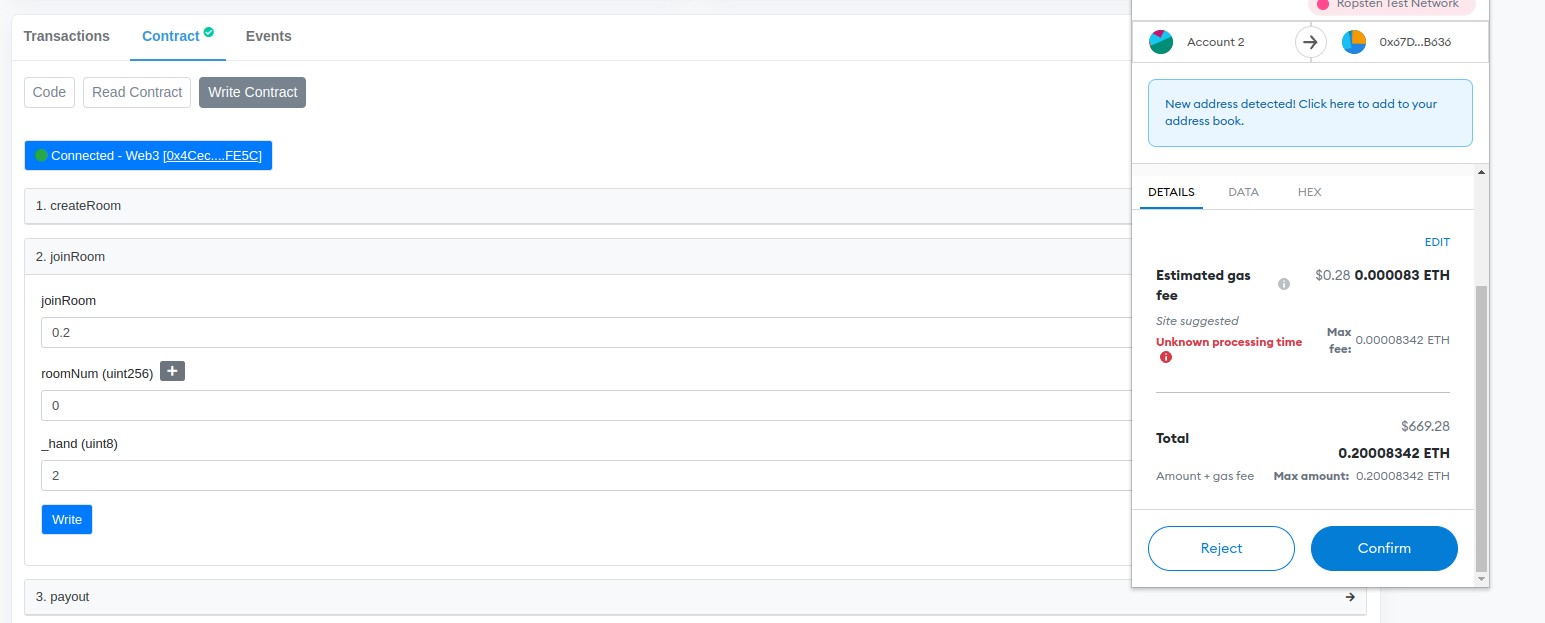 Transactions
Contract
Events
Code
Read Contract
Write Contract
Connected - Web3 [0x4Cec....FE5C]
1. createRoom
2. joinRoom
joinRoom
0.2
roomNum (uint256) +
0
_hand (uint8)
2
Write
3. payout
Ropsten Test Network
Account 2
0x67D...B636
New address detected! Click here to add to your
address book.
DETAILS
DATA
HEX
EDIT
Estimated gas
fee
$0.28 0.000083 ETH
Site suggested
Unknown processing time
Max
fee:
0.00008342 ETH
Total
$669.28
0.20008342 ETH
Amount + gas fee
Max amount: 0.20008342 ETH
Reject
Confirm